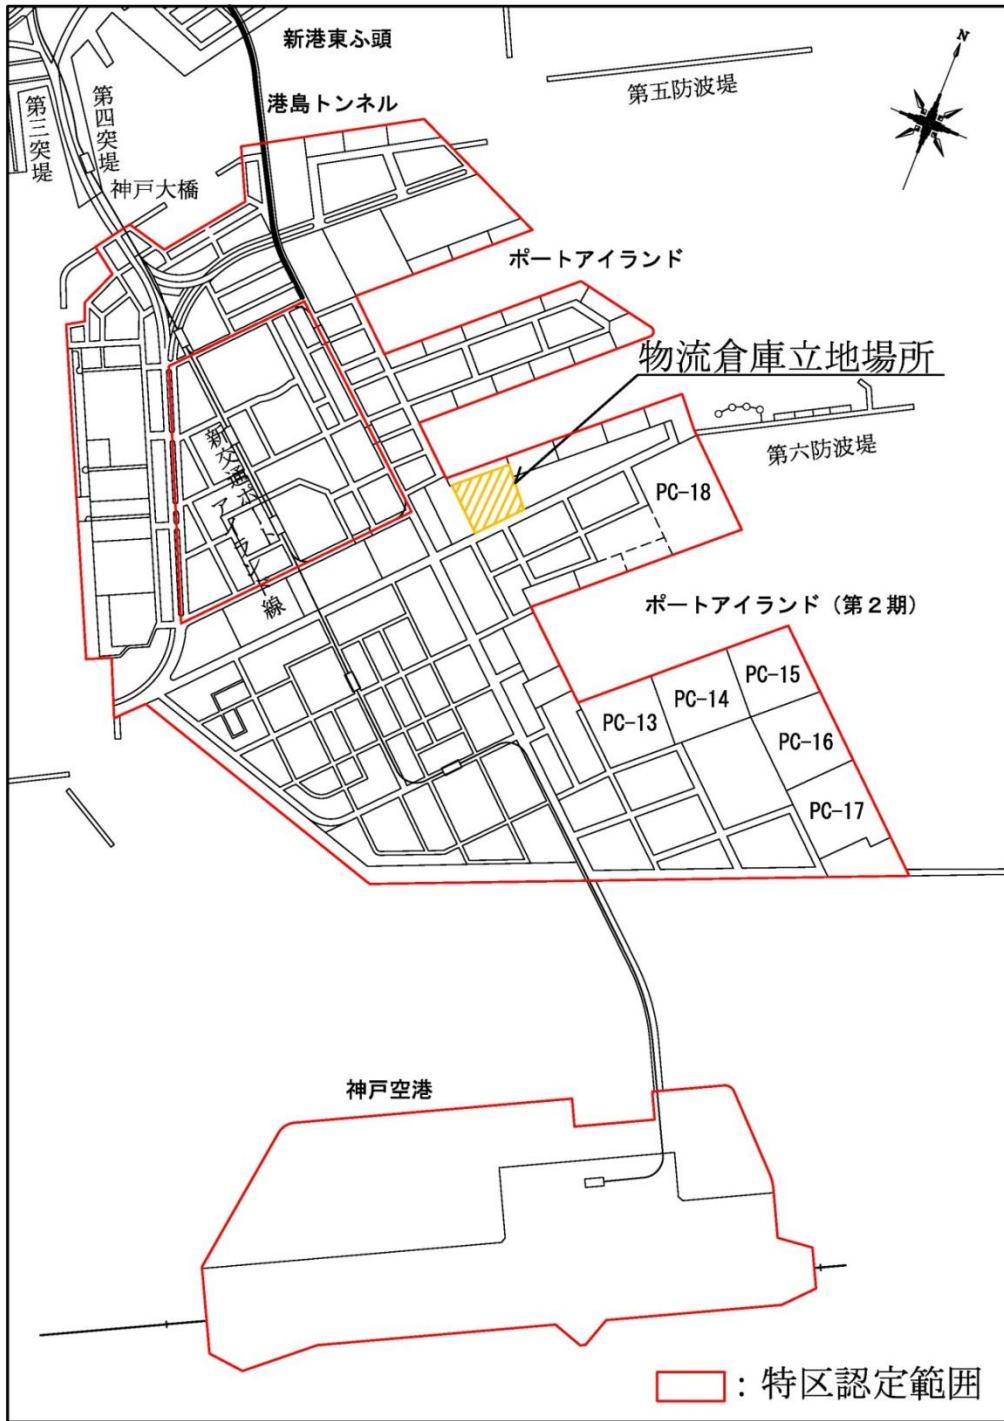 新港東ふ頭
N
第五防波堤
港島トンネル
第四突堤
第三突堤
神戸大橋
ポートアイランド
物流倉庫立地場所
第六防波堤
新交通ポートアイランド線
PC-18
ポートアイランド（第２期）
PC-15
PC-14
PC-13
PC-16
PC-17
神戸空港
：特区認定範囲